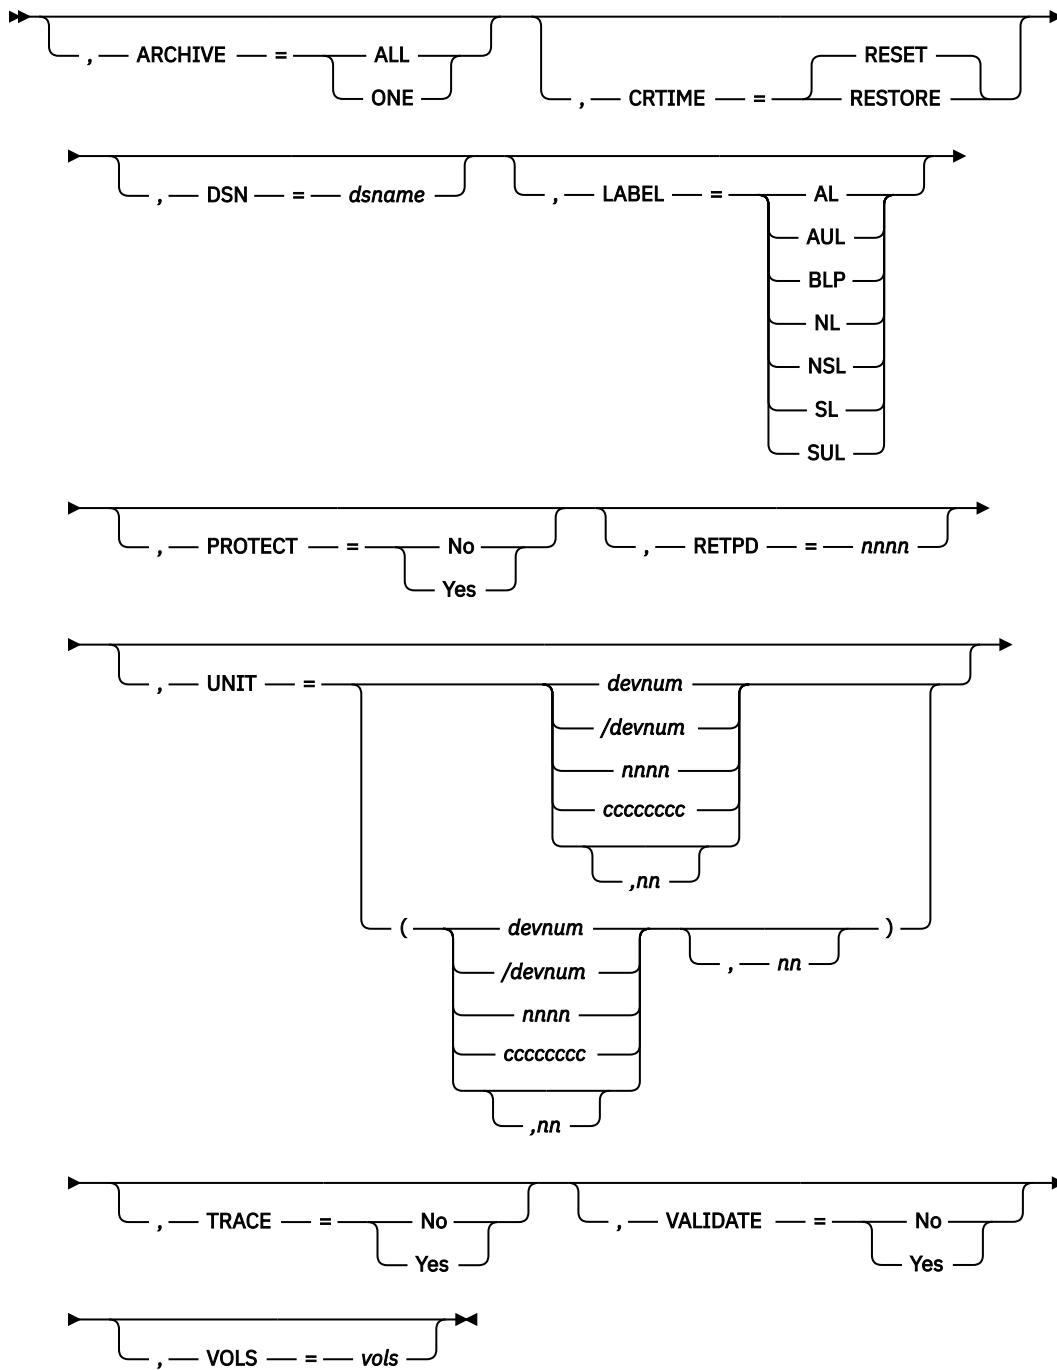 , ARCHIVE = ALL
ONE
, CRTIME = RESET
RESTORE
, DSN = dsname
, LABEL = AL
AUL
BLP
NL
NSL
SL
SUL
, PROTECT = No
Yes
, RETPD = nnnn
, UNIT = devnum
/devnum
nnnn
cccccccc
,nn
( devnum
/devnum
nnnn
cccccccc
,nn
, nn )
, TRACE = No
Yes
, VALIDATE = No
Yes
, VOLS = vols